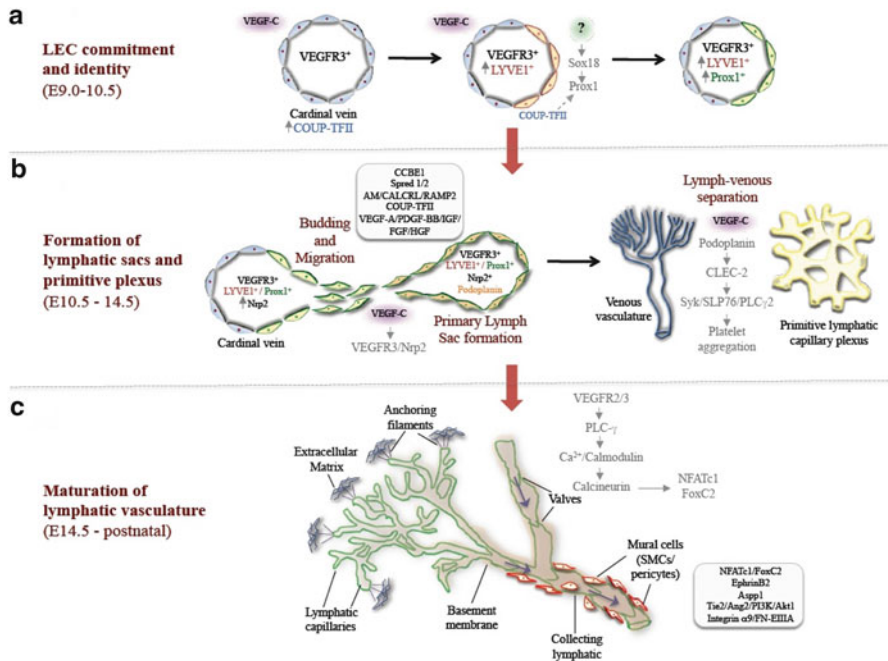 a
LEC commitment
and identity
(E9.0-10.5)
VEGF-C
VEGFR3⁺
Cardinal vein
↑COUP-TFII
VEGF-C
VEGFR3⁺
↑LYVE1⁺
?
Sox18
Prox1
COUP-TFII
VEGFR3⁺
↑LYVE1⁺
↑Prox1⁺
b
Formation of
lymphatic sacs and
primitive plexus
(E10.5 - 14.5)
VEGFR3⁺
LYVE1⁺/ Prox1⁺
↑Nrp2
Cardinal vein
Budding and
Migration
CCBE1
Spred 1/2
AM/CALCRL/RAMP2
COUP-TFII
VEGF-A/PDGF-BB/IGF/
FGF/HGF
VEGF-C
VEGFR3/Nrp2
VEGFR3⁺
LYVE1⁺/ Prox1⁺
Nrp2⁺
Podoplanin
Primary Lymph
Sac formation
Venous
vasculature
Lymph-venous
separation
VEGF-C
Podoplanin
CLEC-2
Syk/SLP76/PLCγ2
Platelet
aggregation
Primitive lymphatic
capillary plexus
c
Maturation of
lymphatic vasculature
(E14.5 - postnatal)
Anchoring
filaments
Extracellular
Matrix
Lymphatic
capillaries
Basement
membrane
Valves
Mural cells
(SMCs/
pericytes)
Collecting
lymphatic
VEGFR2/3
PLC-γ
Ca²⁺/Calmodulin
Calcineurin
NFATc1
FoxC2
NFATc1/FoxC2
EphrinB2
Aspp1
Tie2/Ang2/PI3K/Akt1
Integrin α9/FN-EIIIA